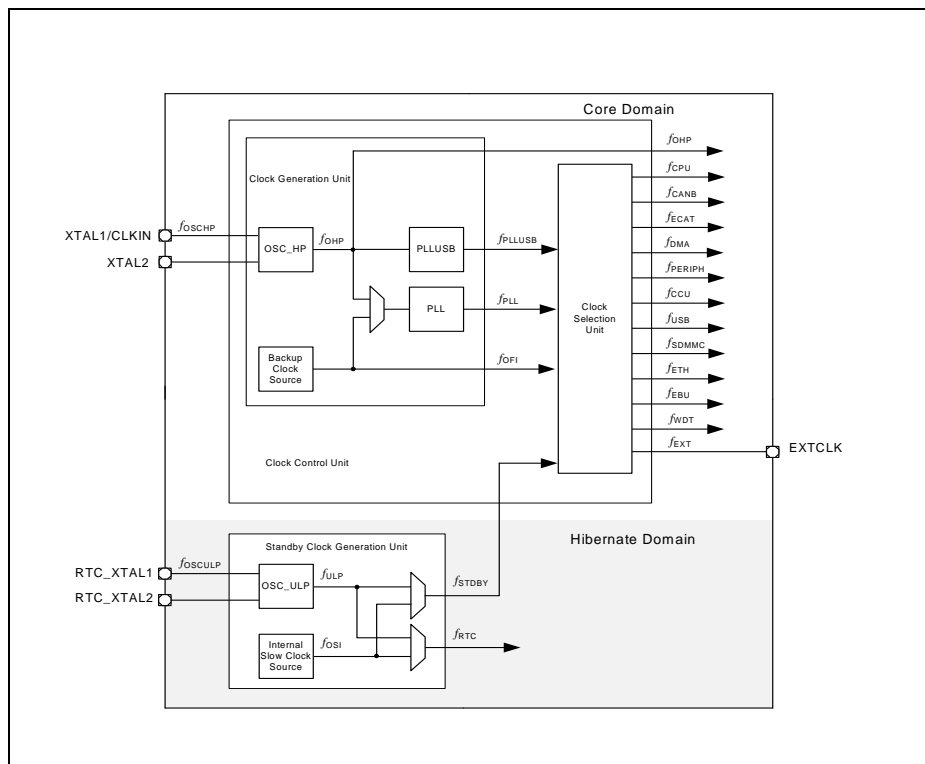 Core Domain
fOHP
fCPU
Clock Generation Unit
fCANB
fOSCHP
fECAT
XTAL1/CLKIN
OSC_HP
fOHP
PLLUSB
fPLLUSB
fDMA
XTAL2
fPERIPH
PLL
fPLL
Clock
Selection
Unit
fCCU
fUSB
Backup
Clock
Source
fOFI
fSDMMC
fETH
fEBU
fWDT
Clock Control Unit
fEXT
EXTCLK
Standby Clock Generation Unit
Hibernate Domain
RTC_XTAL1
fOSCULP
OSC_ULP
fULP
fSTDBY
RTC_XTAL2
Internal
Slow Clock
Source
fOSI
fRTC